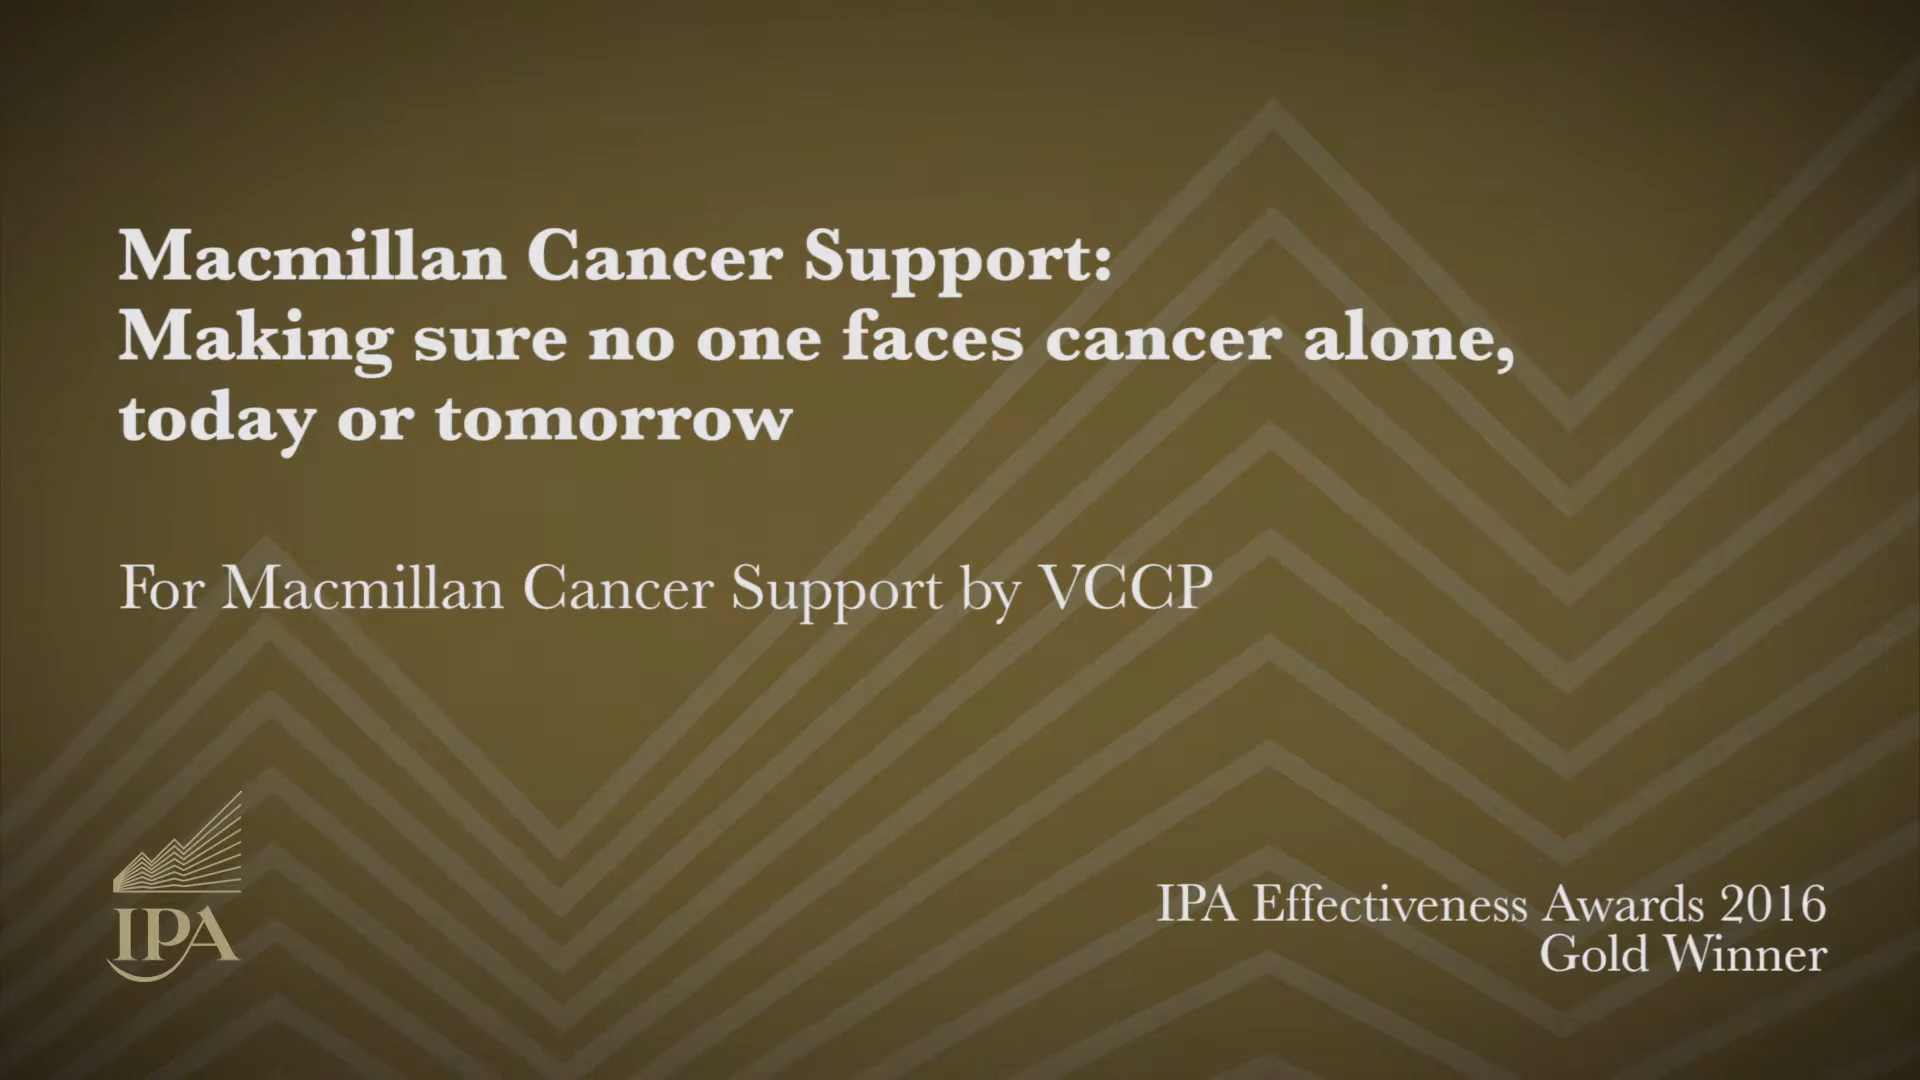 Macmillan Cancer Support:
Making sure no one faces cancer alone,
today or tomorrow
For Macmillan Cancer Support by VCCP
IPA
IPA Effectiveness Awards 2016
Gold Winner